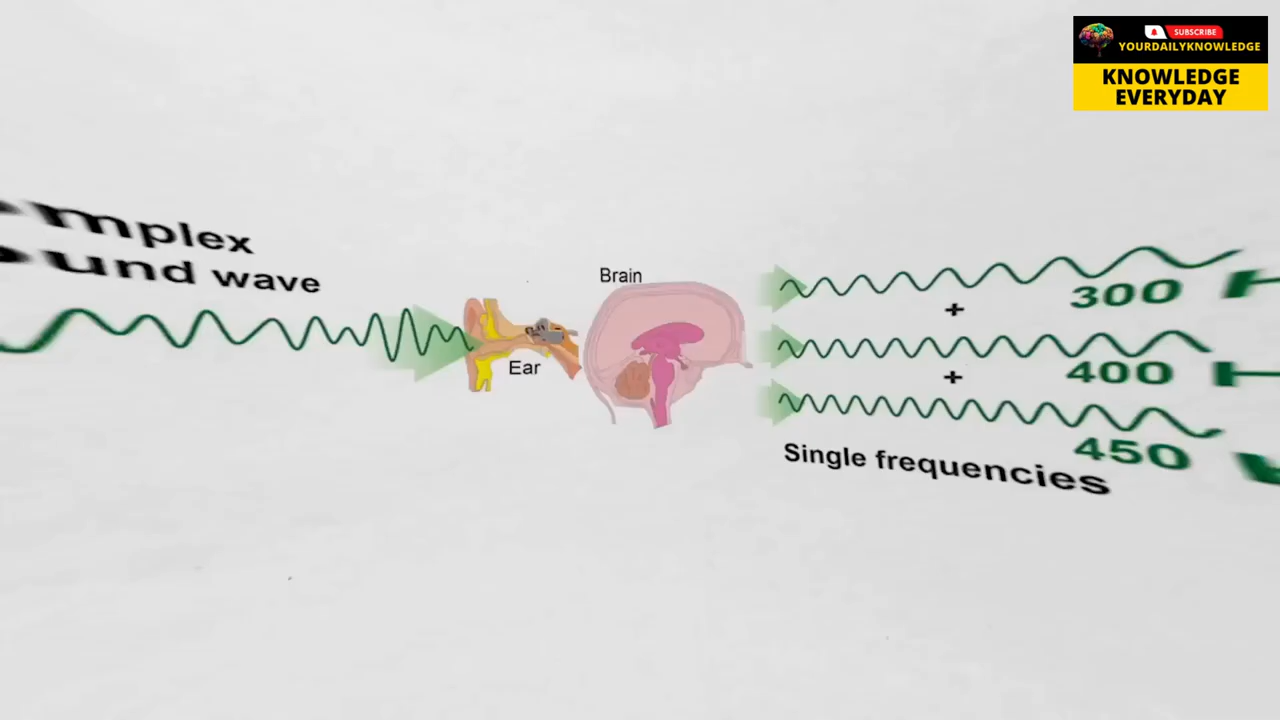 SUBSCRIBE
YOURDAILYKNOWLEDGE
KNOWLEDGE
EVERYDAY
mplex
und wave
Ear
Brain
300
+
400
+
450
Single frequencies